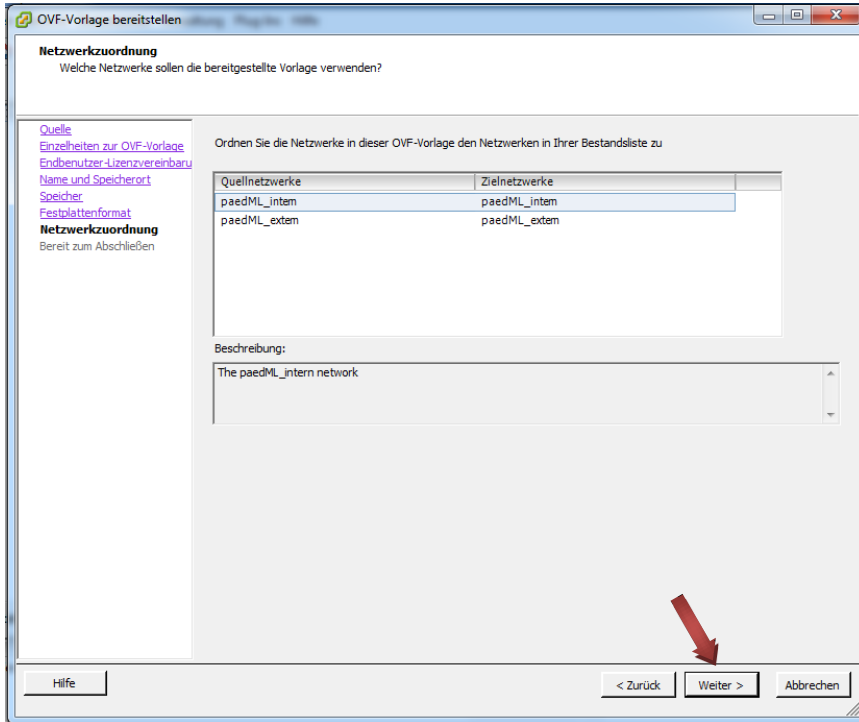 OVF-Vorlage bereitstellen
Netzwerkzuordnung
Welche Netzwerke sollen die bereitgestellte Vorlage verwenden?
Quelle
Einzelheiten zur OVF-Vorlage
Endbenutzer-Lizenzvereinbaru
Name und Speicherort
Speicher
Festplattenformat
Netzwerkzuordnung
Bereit zum Abschließen
Ordnen Sie die Netzwerke in dieser OVF-Vorlage den Netzwerken in Ihrer Bestandsliste zu
Quellnetzwerke Zielnetzwerke
paedML_intern paedML_intern
paedML_extern paedML_extern
Beschreibung:
The paedML_intern network
Hilfe < Zurück Weiter > Abbrechen